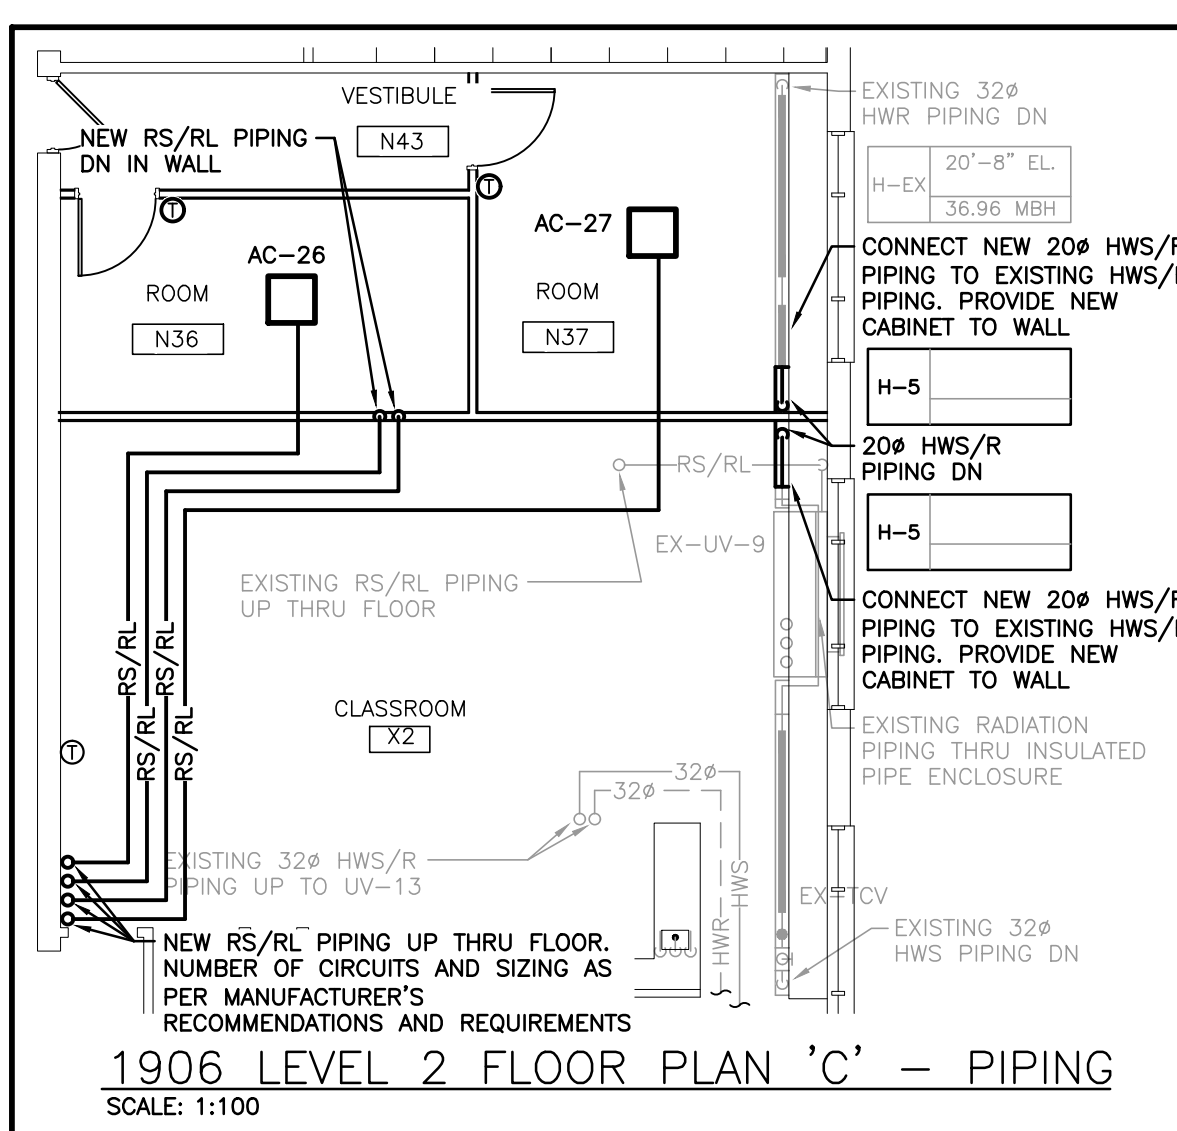 VESTIBULE
N43
NEW RS/RL PIPING
DN IN WALL
T
T
AC-26
AC-27
ROOM
N36
ROOM
N37
EXISTING 32ø
HWR PIPING DN
H-EX
20'-8" EL.
36.96 MBH
CONNECT NEW 20ø HWS/R
PIPING TO EXISTING HWS/
PIPING. PROVIDE NEW
CABINET TO WALL
H-5
20ø HWS/R
PIPING DN
H-5
RS/RL
EX-UV-9
EXISTING RS/RL PIPING
UP THRU FLOOR
CONNECT NEW 20ø HWS/R
PIPING TO EXISTING HWS/
PIPING. PROVIDE NEW
CABINET TO WALL
RS/RL
RS/RL
RS/RL
RS/RL
CLASSROOM
X2
T
EXISTING RADIATION
PIPING THRU INSULATED
PIPE ENCLOSURE
32ø
32ø
EXISTING 32ø HWS/R
PIPING UP TO UV-13
HWR
HWS
EX-TCV
EXISTING 32ø
HWS PIPING DN
NEW RS/RL PIPING UP THRU FLOOR.
NUMBER OF CIRCUITS AND SIZING AS
PER MANUFACTURER'S
RECOMMENDATIONS AND REQUIREMENTS
1906 LEVEL 2 FLOOR PLAN 'C' - PIPING
SCALE: 1:100